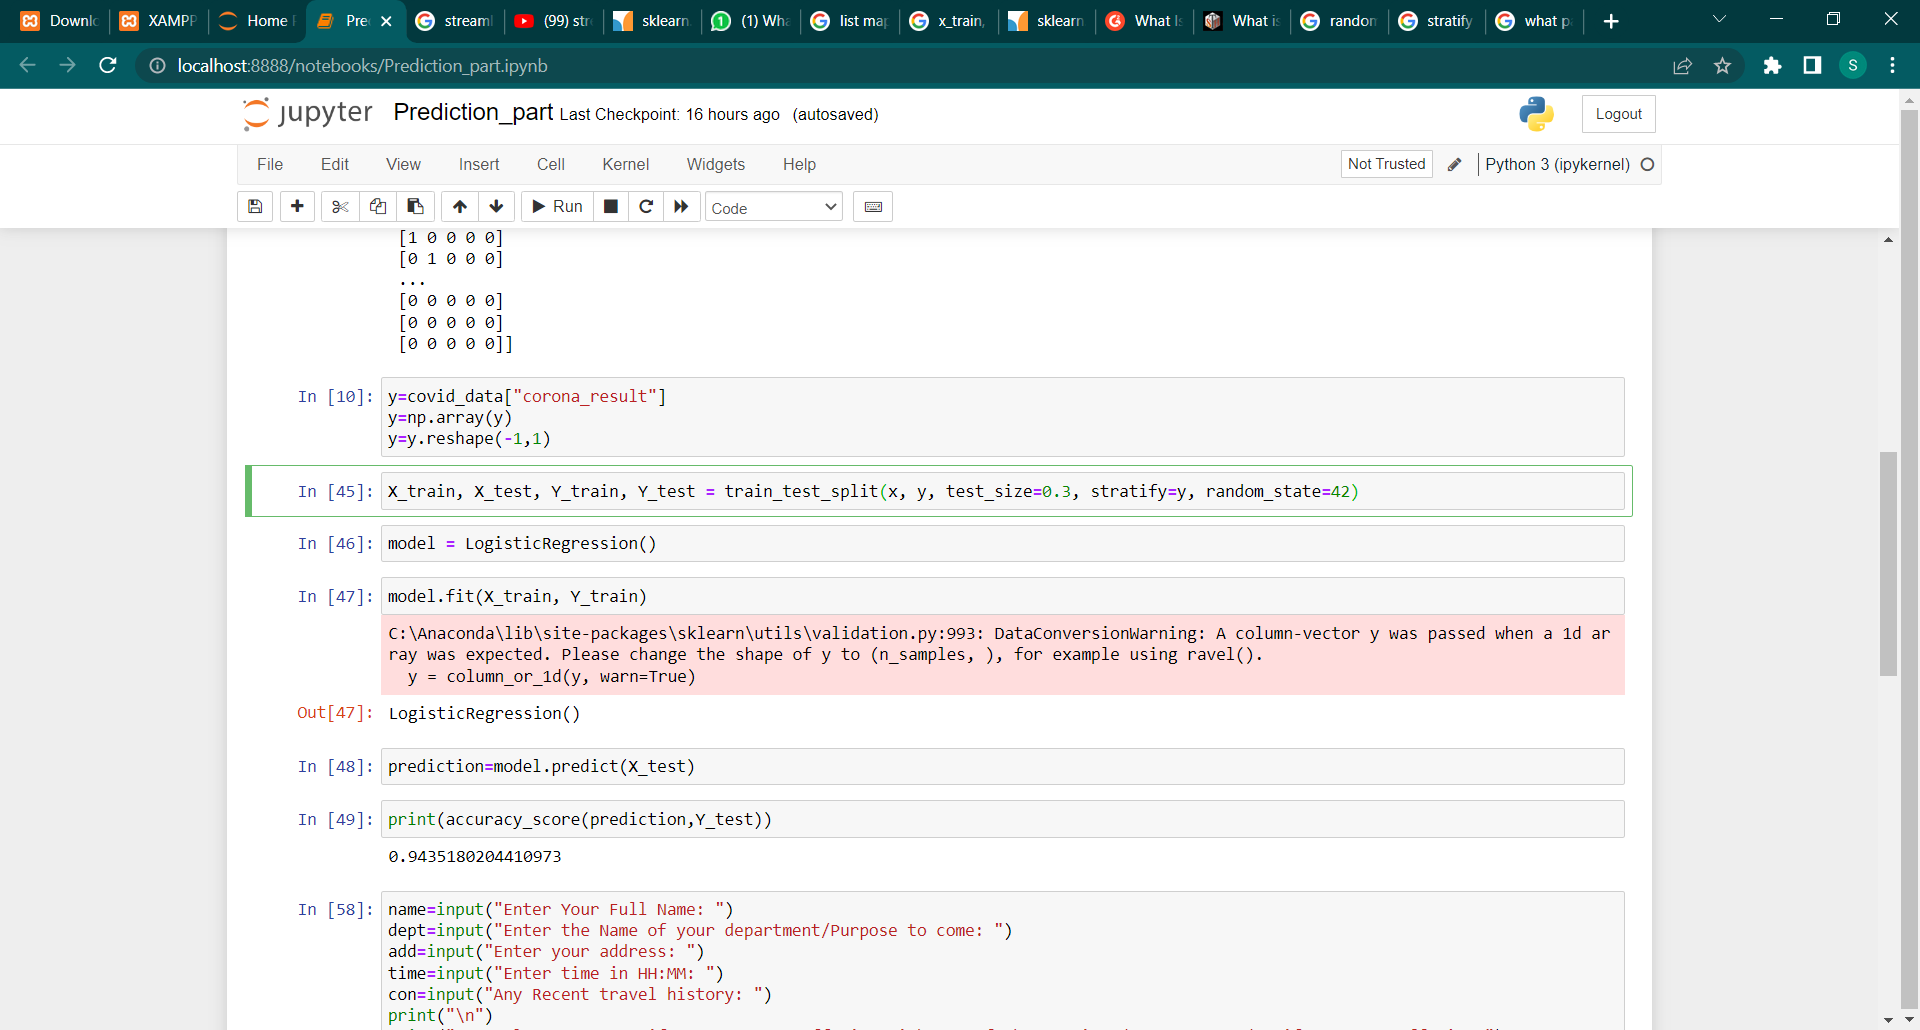 Downlo XAMPP Home Pre streaml (99) str sklearn. (1) Wha list map x_train, sklearn. What is What is random stratify what p
localhost:8888/notebooks/Prediction_part.ipynb S
jupyter Prediction_part Last Checkpoint: 16 hours ago (autosaved) Logout
File Edit View Insert Cell Kernel Widgets Help Not Trusted Python 3 (ipykernel)
Run Code
[1 0 0 0 0]
[0 1 0 0 0]
...
[0 0 0 0 0]
[0 0 0 0 0]
[0 0 0 0 0]]
In [10]: y=covid_data["corona_result"]
y=np.array(y)
y=y.reshape(-1,1)
In [45]: X_train, X_test, Y_train, Y_test = train_test_split(x, y, test_size=0.3, stratify=y, random_state=42)
In [46]: model = LogisticRegression()
In [47]: model.fit(X_train, Y_train)
C:\Anaconda\lib\site-packages\sklearn\utils\validation.py:993: DataConversionWarning: A column-vector y was passed when a 1d ar
ray was expected. Please change the shape of y to (n_samples, ), for example using ravel().
y = column_or_1d(y, warn=True)
Out[47]: LogisticRegression()
In [48]: prediction=model.predict(X_test)
In [49]: print(accuracy_score(prediction,Y_test))
0.9435180204410973
In [58]: name=input("Enter Your Full Name: ")
dept=input("Enter the Name of your department/Purpose to come: ")
add=input("Enter your address: ")
time=input("Enter time in HH:MM: ")
con=input("Any Recent travel history: ")
print("\n")